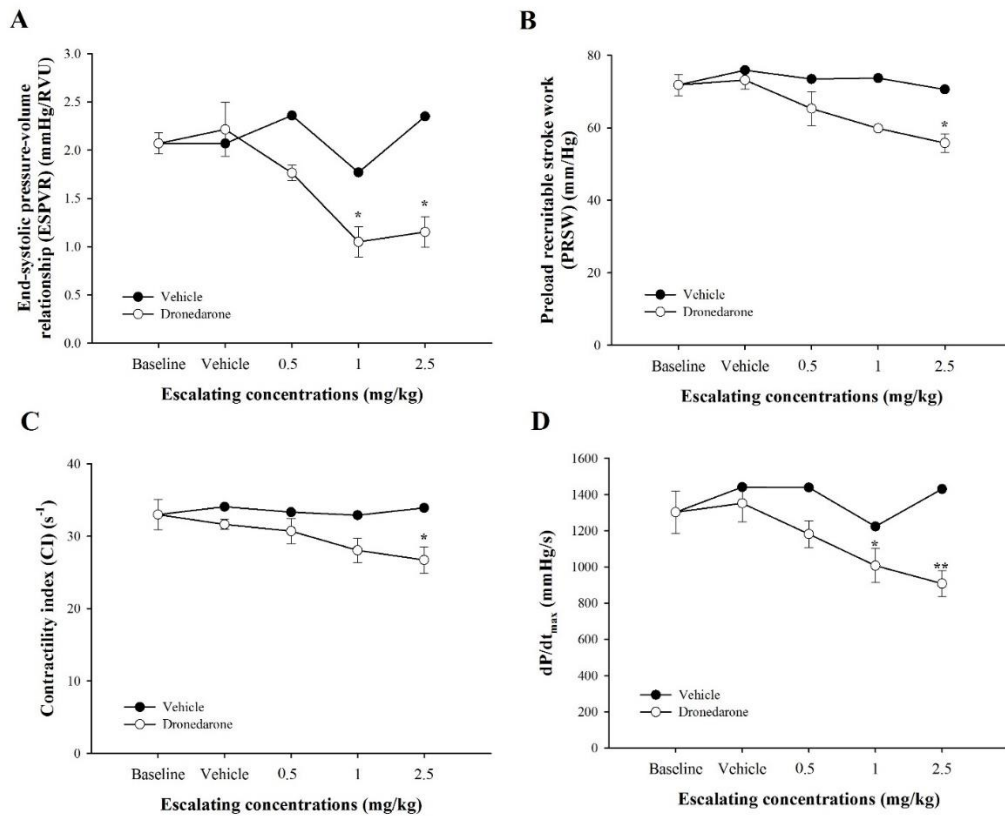 A
End-systolic pressure-volume
relationship (ESPVR) (mmHg/RVU)
3.0
2.5
2.0
1.5
1.0
0.5
0.0
*
*
Vehicle
Dronedarone
Baseline Vehicle 0.5 1 2.5
Escalating concentrations (mg/kg)
B
Preload recruitable stroke work
(PRSW) (mm/Hg)
80
60
40
20
0
*
Vehicle
Dronedarone
Baseline Vehicle 0.5 1 2.5
Escalating concentrations (mg/kg)
C
Contractility index (CI) (s⁻¹)
40
30
20
10
0
*
Vehicle
Dronedarone
Baseline Vehicle 0.5 1 2.5
Escalating concentrations (mg/kg)
D
dP/dtmax (mmHg/s)
1600
1400
1200
1000
800
600
400
200
0
*
**
Vehicle
Dronedarone
Baseline Vehicle 0.5 1 2.5
Escalating concentrations (mg/kg)